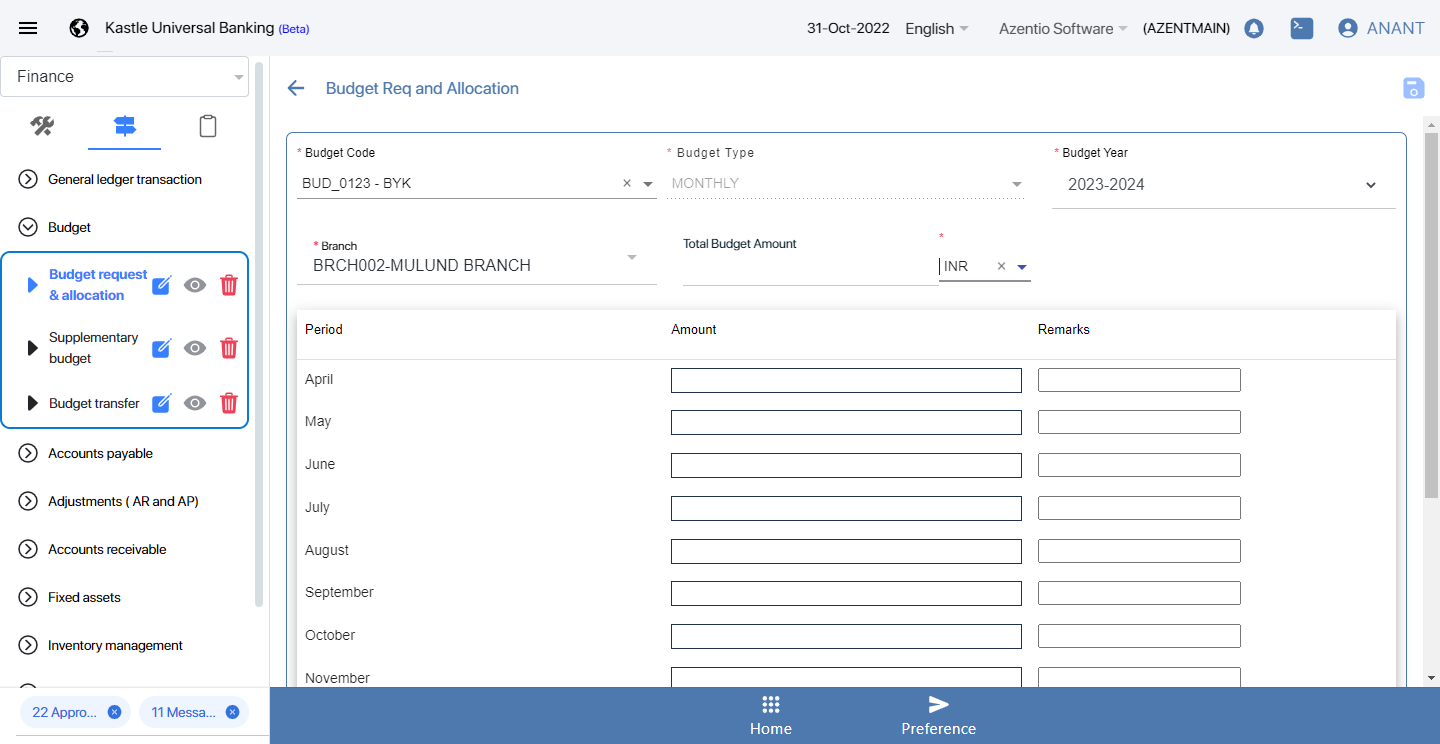 Kastle Universal Banking (Beta)
31-Oct-2022
English
Azentio Software
(AZENTMAIN)
ANANT
Finance
General ledger transaction
Budget
Budget request
& allocation
Supplementary
budget
Budget transfer
Accounts payable
Adjustments ( AR and AP)
Accounts receivable
Fixed assets
Inventory management
22 Appro...
11 Messa...
Budget Req and Allocation
* Budget Code
BUD_0123 - BYK
* Budget Type
MONTHLY
* Budget Year
2023-2024
* Branch
BRCH002-MULUND BRANCH
Total Budget Amount
*
INR
Period Amount Remarks
April
May
June
July
August
September
October
November
Home
Preference